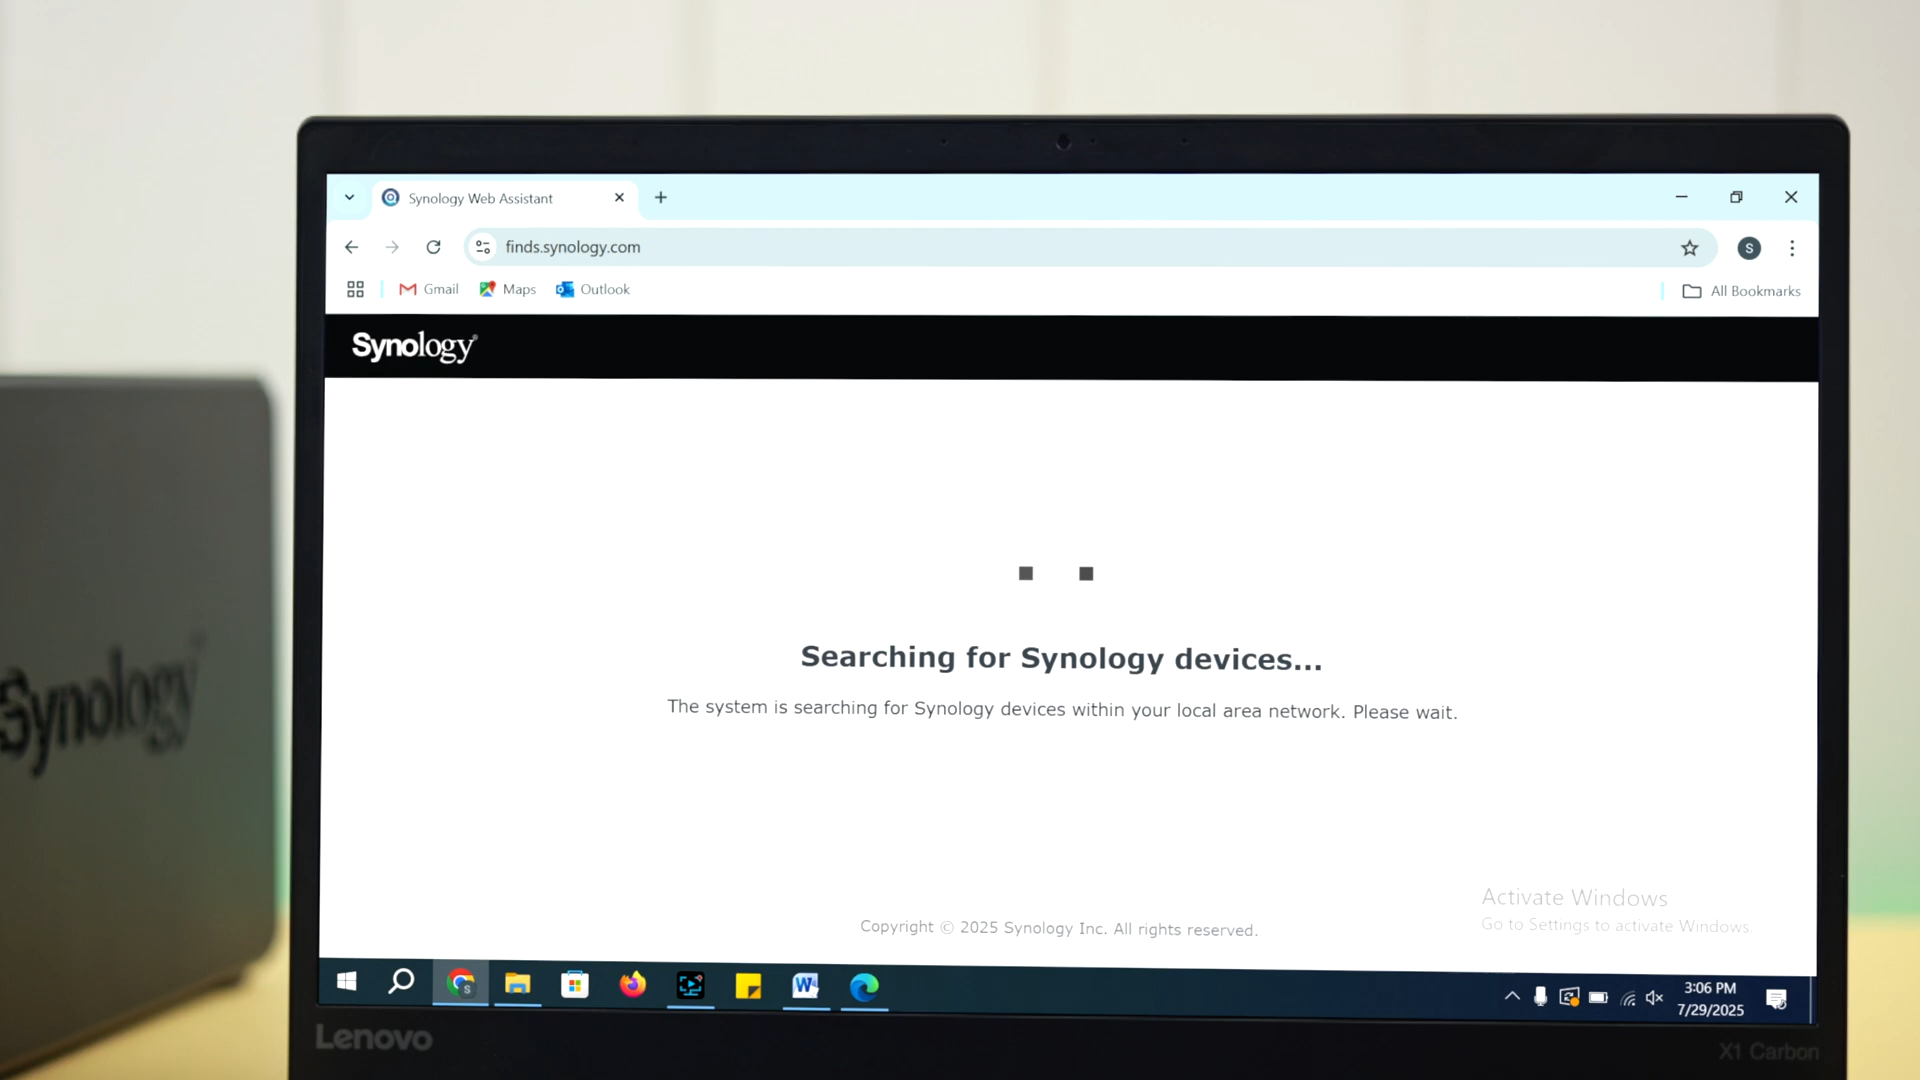 Synology Web Assistant
finds.synology.com
S
Gmail
Maps
Outlook
All Bookmarks
Synology®
Searching for Synology devices...
The system is searching for Synology devices within your local area network. Please wait.
Activate Windows
Go to Settings to activate Windows.
Copyright © 2025 Synology Inc. All rights reserved.
3:06 PM
7/29/2025
Lenovo
X1 Carbon
Synology